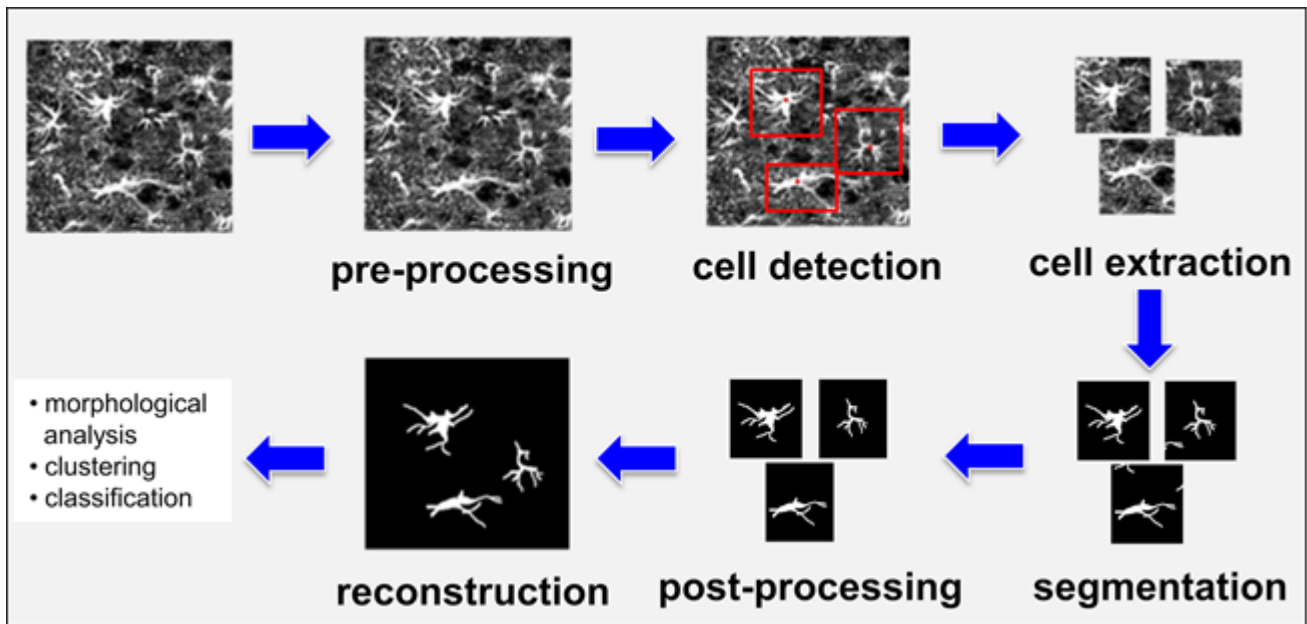 pre-processing
cell detection
cell extraction
• morphological
analysis
• clustering
• classification
reconstruction
post-processing
segmentation